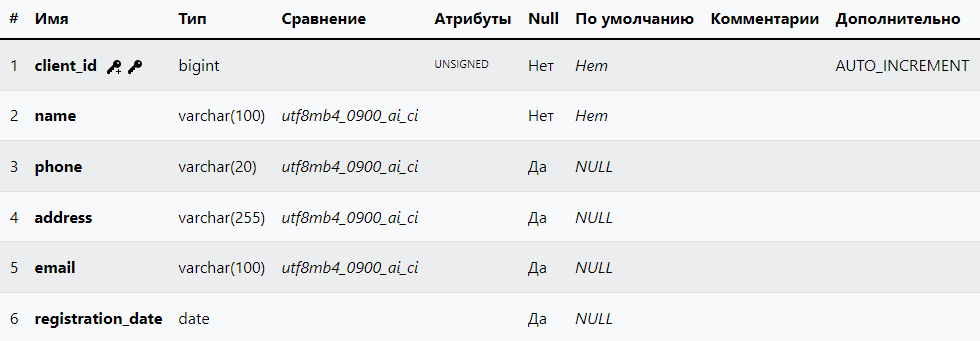 # Имя Тип Сравнение Атрибуты Null По умолчанию Комментарии Дополнительно
1 client_id bigint UNSIGNED Нет Нет AUTO_INCREMENT
2 name varchar(100) utf8mb4_0900_ai_ci Нет Нет
3 phone varchar(20) utf8mb4_0900_ai_ci Да NULL
4 address varchar(255) utf8mb4_0900_ai_ci Да NULL
5 email varchar(100) utf8mb4_0900_ai_ci Да NULL
6 registration_date date Да NULL